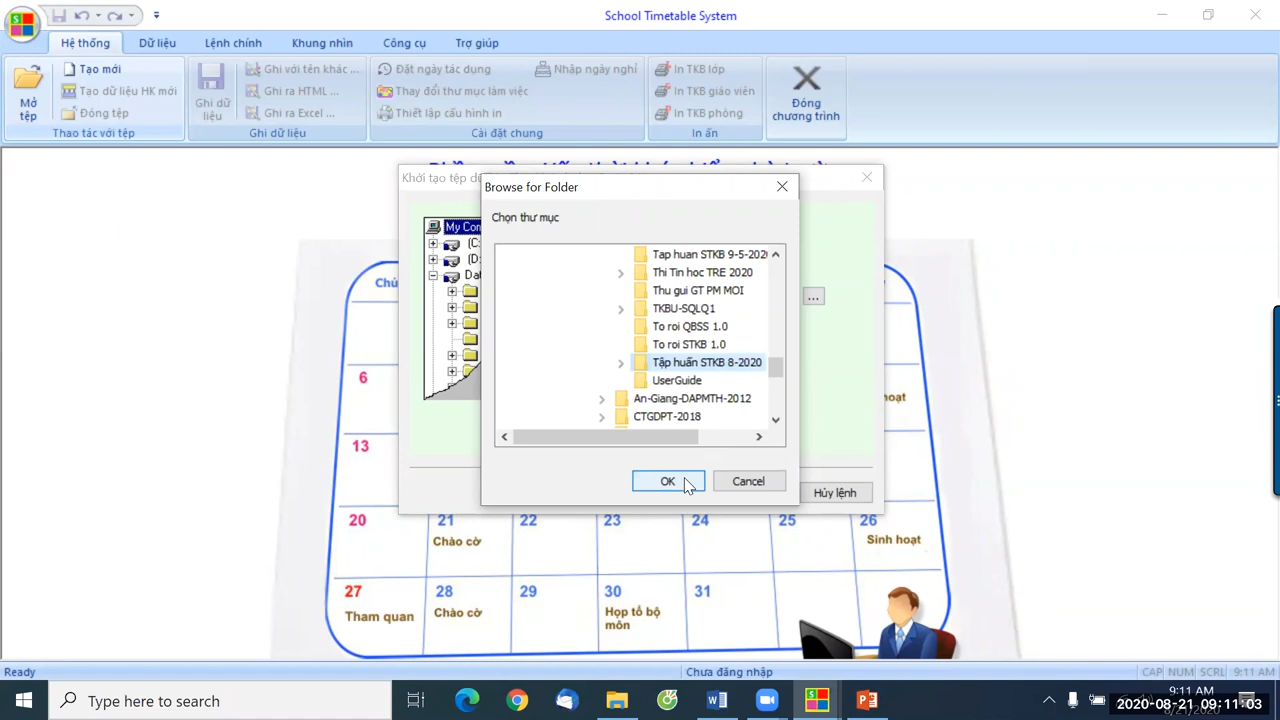 School Timetable System
Hệ thống
Dữ liệu
Lệnh chính
Khung nhìn
Công cụ
Trợ giúp
Mở tệp
Tạo mới
Tạo dữ liệu HK mới
Đóng tệp
Thao tác với tệp
Ghi dữ liệu
Ghi với tên khác ...
Ghi ra HTML ...
Ghi ra Excel ...
Ghi dữ liệu
Đặt ngày tác dụng
Nhập ngày nghỉ
Thay đổi thư mục làm việc
Thiết lập cấu hình in
Cài đặt chung
In TKB lớp
In TKB giáo viên
In TKB phòng
In ấn
Đóng chương trình
Khởi tạo tệp
Browse for Folder
Chọn thư mục
My Con
(C:
(D:
Dat
Tap huan STKB 9-5-2020
Thi Tin hoc TRE 2020
Thu gui GT PM MOI
TKBU-SQLQ1
To roi QBSS 1.0
To roi STKB 1.0
Tập huấn STKB 8-2020
UserGuide
An-Giang-DAPMTH-2012
CTGDPT-2018
OK
Cancel
...
Hủy lệnh
6
13
20
21
Chào cờ
22
23
24
25
26
Sinh hoạt
27
Tham quan
28
Chào cờ
29
30
Họp tổ bộ
môn
31
Ready
Chưa đăng nhập
CAP NUM SCRL 9:11 AM
Type here to search
9:11 AM
2020-08-21 09:11:03